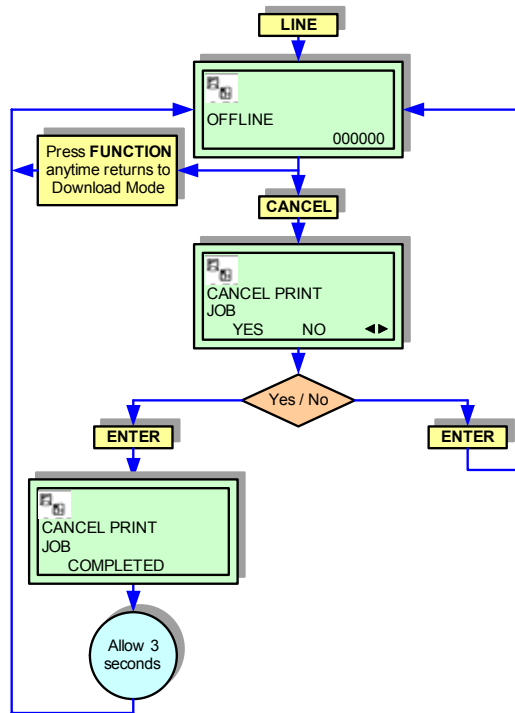 LINE
OFFLINE
000000
Press FUNCTION
anytime returns to
Download Mode
CANCEL
CANCEL PRINT
JOB
YES NO ◄►
Yes / No
ENTER
ENTER
CANCEL PRINT
JOB
COMPLETED
Allow 3
seconds